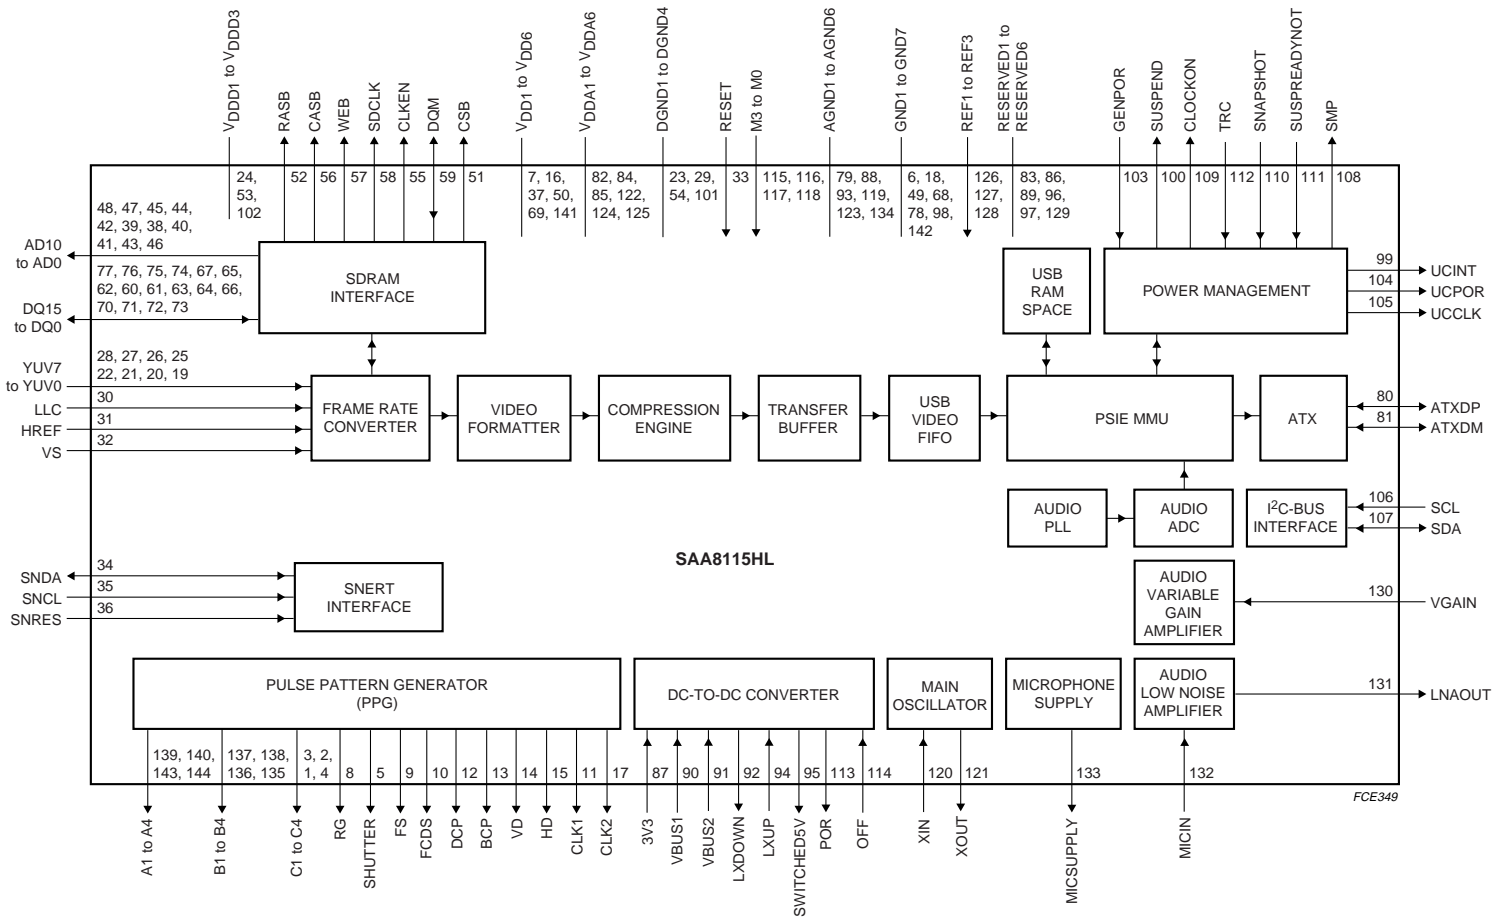 VDDD1 to VDDD3
RASB
CASB
WEB
SDCLK
CLKEN
DQM
CSB
VDD1 to VDD6
VDDA1 to VDDA6
DGND1 to DGND4
RESET
M3 to M0
AGND1 to AGND6
GND1 to GND7
REF1 to REF3
RESERVED1 to
RESERVED6
GENPOR
SUSPEND
CLOCKON
TRC
SNAPSHOT
SUSPREADYNOT
SMP
24,
53,
102
52
56
57
58
55
59
51
7, 16,
37, 50,
69, 141
82, 84,
85, 122,
124, 125
23, 29,
54, 101
33
115, 116,
117, 118
79, 88,
93, 119,
123, 134
6, 18,
49, 68,
78, 98,
142
126,
127,
128
83, 86,
89, 96,
97, 129
103
100
109
112
110
111
108
48, 47, 45, 44,
42, 39, 38, 40,
41, 43, 46
AD10
to AD0
77, 76, 75, 74, 67, 65,
62, 60, 61, 63, 64, 66,
70, 71, 72, 73
DQ15
to DQ0
SDRAM
INTERFACE
USB
RAM
SPACE
POWER MANAGEMENT
99
UCINT
104
UCPOR
105
UCCLK
28, 27, 26, 25
22, 21, 20, 19
YUV7
to YUV0
30
LLC
31
HREF
32
VS
FRAME RATE
CONVERTER
VIDEO
FORMATTER
COMPRESSION
ENGINE
TRANSFER
BUFFER
USB
VIDEO
FIFO
PSIE MMU
ATX
80
ATXDP
81
ATXDM
AUDIO
PLL
AUDIO
ADC
I2C-BUS
INTERFACE
106
SCL
107
SDA
SAA8115HL
34
SNDA
35
SNCL
36
SNRES
SNERT
INTERFACE
AUDIO
VARIABLE
GAIN
AMPLIFIER
130
VGAIN
PULSE PATTERN GENERATOR
(PPG)
DC-TO-DC CONVERTER
MAIN
OSCILLATOR
MICROPHONE
SUPPLY
AUDIO
LOW NOISE
AMPLIFIER
131
LNAOUT
139, 140,
143, 144
137, 138,
136, 135
3, 2,
1, 4
8
5
9
10
12
13
14
15
11
17
87
90
91
92
94
95
113
114
120
121
133
132
FCE349
A1 to A4
B1 to B4
C1 to C4
RG
SHUTTER
FS
FCDS
DCP
BCP
VD
HD
CLK1
CLK2
3V3
VBUS1
VBUS2
LXDOWN
LXUP
SWITCHED5V
POR
OFF
XIN
XOUT
MICSUPPLY
MICIN